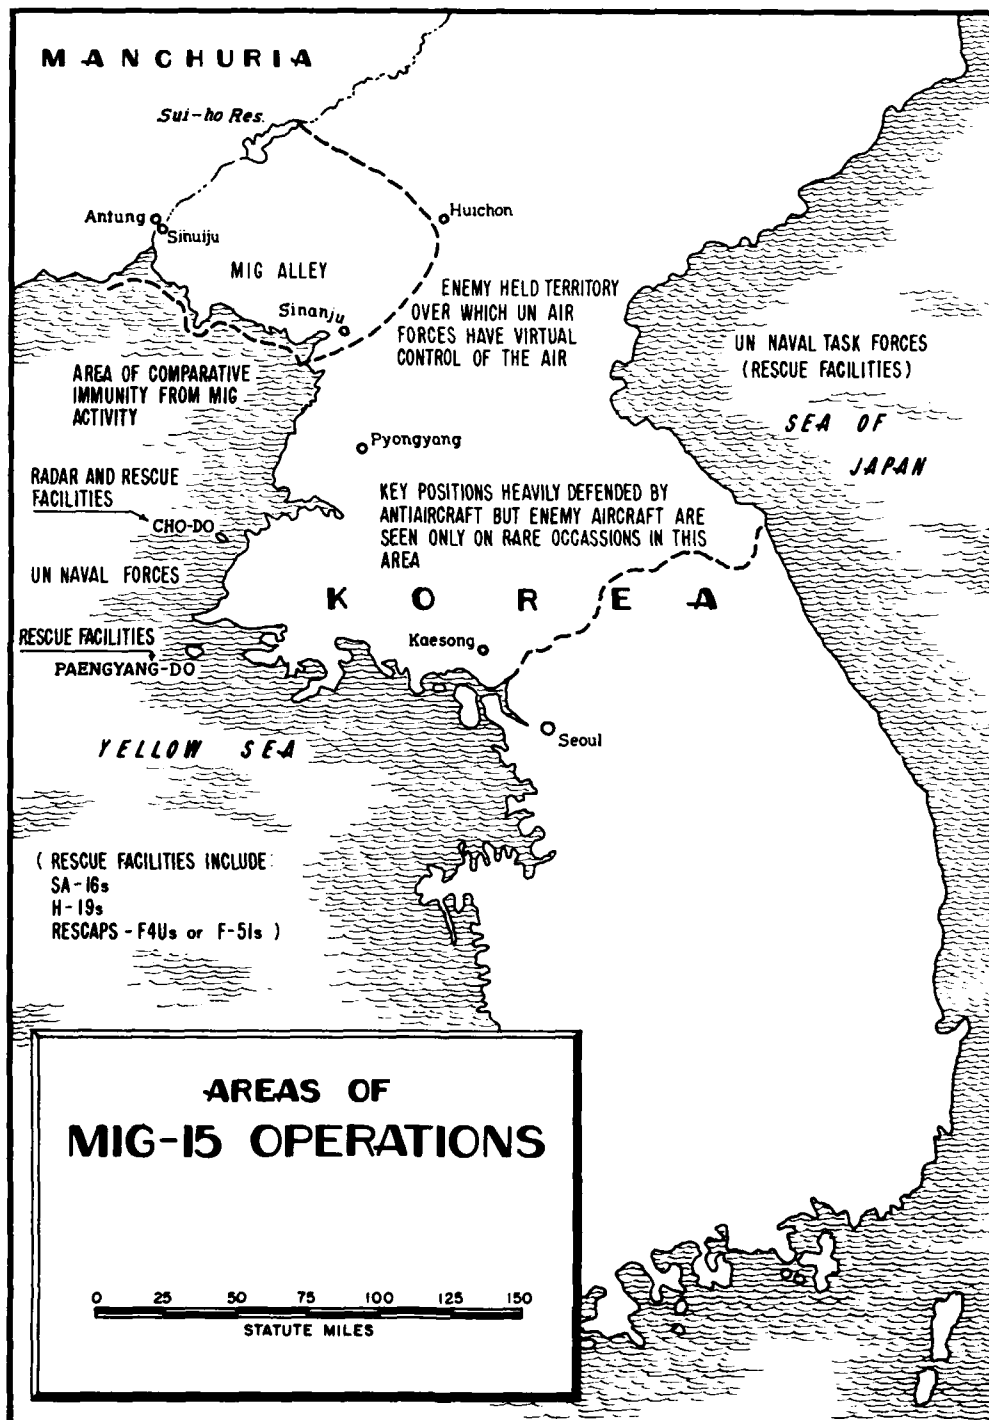 MANCHURIA
Sui-ho Res.
Antung
Sinuiju
Huichon
MIG ALLEY
Sinanju
ENEMY HELD TERRITORY
OVER WHICH UN AIR
FORCES HAVE VIRTUAL
CONTROL OF THE AIR
UN NAVAL TASK FORCES
(RESCUE FACILITIES)
SEA OF
JAPAN
AREA OF COMPARATIVE
IMMUNITY FROM MIG
ACTIVITY
Pyongyang
RADAR AND RESCUE
FACILITIES
CHO-DO
KEY POSITIONS HEAVILY DEFENDED BY
ANTIAIRCRAFT BUT ENEMY AIRCRAFT ARE
SEEN ONLY ON RARE OCCASSIONS IN THIS
AREA
UN NAVAL FORCES
KOREA
RESCUE FACILITIES
PAENGYANG-DO
Kaesong
Seoul
YELLOW SEA
( RESCUE FACILITIES INCLUDE:
SA-16s
H-19s
RESCAPS - F4Us or F-51s )
AREAS OF
MIG-15 OPERATIONS
0 25 50 75 100 125 150
STATUTE MILES